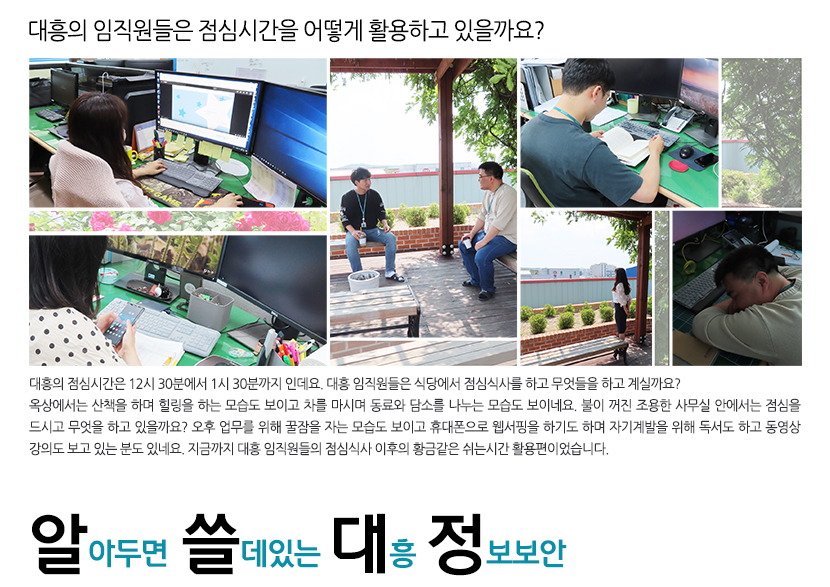 대흥의 임직원들은 점심시간을 어떻게 활용하고 있을까요?
대흥의 점심시간은 12시 30분에서 1시 30분까지 인데요. 대흥 임직원들은 식당에서 점심식사를 하고 무엇들을 하고 계실까요?
옥상에서는 산책을 하며 힐링을 하는 모습도 보이고 차를 마시며 동료와 담소를 나누는 모습도 보이네요. 불이 꺼진 조용한 사무실 안에서는 점심을
드시고 무엇을 하고 있을까요? 오후 업무를 위해 꿀잠을 자는 모습도 보이고 휴대폰으로 웹서핑을 하기도 하며 자기계발을 위해 독서도 하고 동영상
강의도 보고 있는 분도 있네요. 지금까지 대흥 임직원들의 점심식사 이후의 황금같은 쉬는시간 활용편이었습니다.
알아두면 쓸데있는 대흥 정보보안